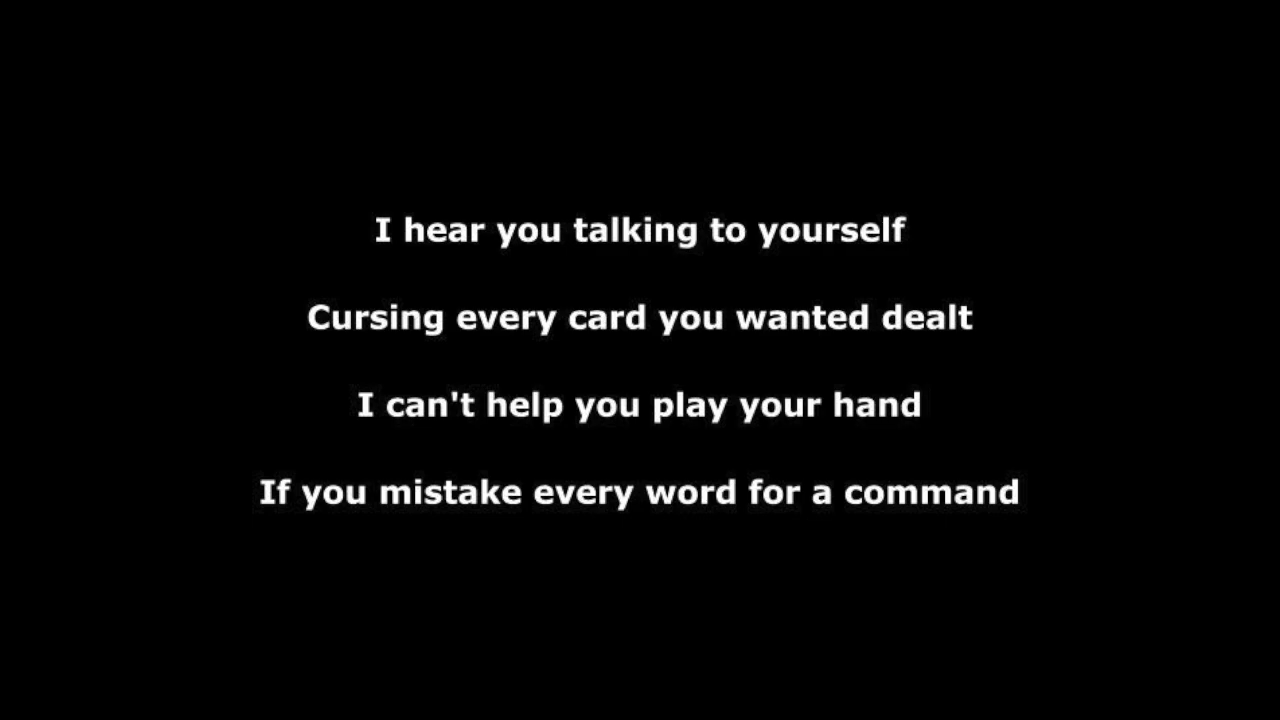 I hear you talking to yourself
Cursing every card you wanted dealt
I can't help you play your hand
If you mistake every word for a command